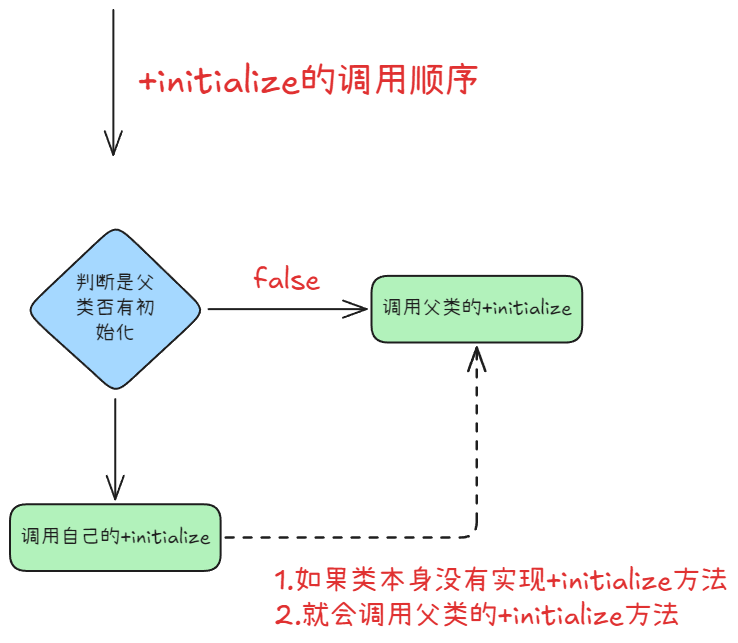 +initialize的调用顺序
判断是父
类否有初
始化
false
调用父类的+initialize
调用自己的+initialize
1.如果类本身没有实现+initialize方法
2.就会调用父类的+initialize方法